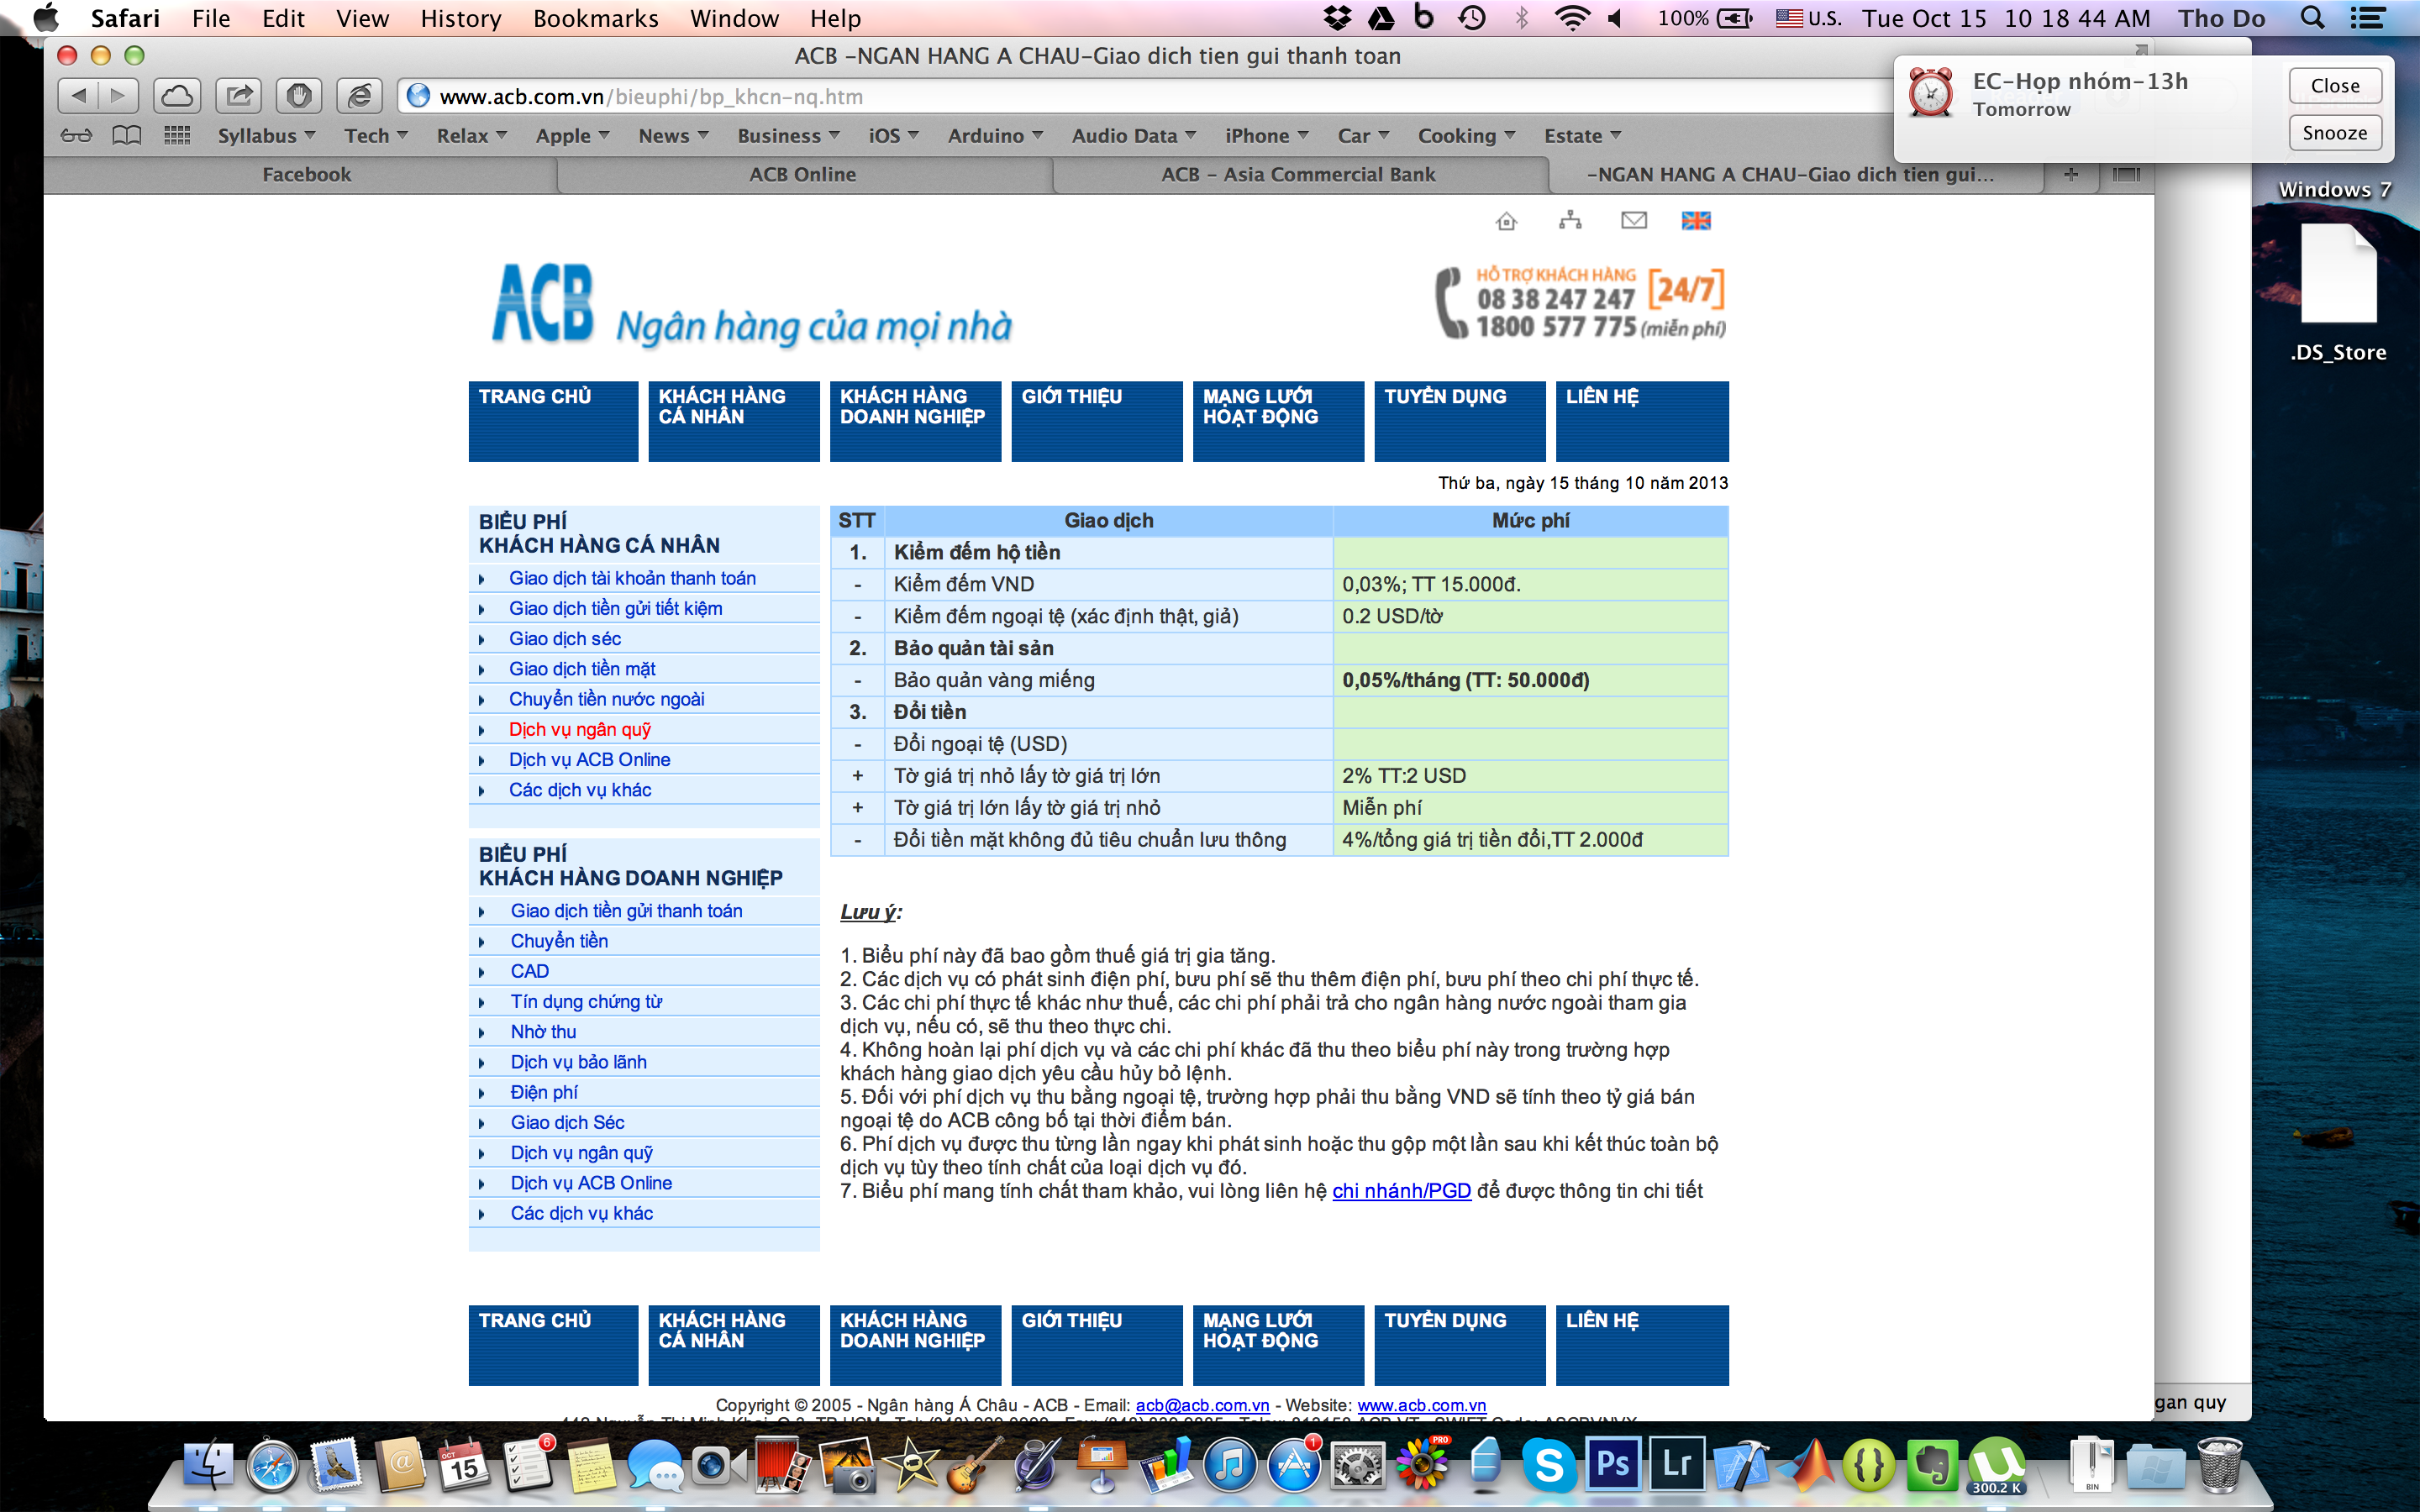 Safari File Edit View History Bookmarks Window Help 100% U.S. Tue Oct 15 10 18 44 AM Tho Do
ACB -NGAN HANG A CHAU-Giao dich tien gui thanh toan
www.acb.com.vn/bieuphi/bp_khcn-nq.htm
EC-Họp nhóm-13h
Tomorrow
Close
Snooze
Syllabus Tech Relax Apple News Business iOS Arduino Audio Data iPhone Car Cooking Estate
Facebook ACB Online ACB - Asia Commercial Bank -NGAN HANG A CHAU-Giao dich tien gui...
Windows 7
.DS_Store
ACB Ngân hàng của mọi nhà
HỖ TRỢ KHÁCH HÀNG [24/7]
08 38 247 247
1800 577 775 (miễn phí)
TRANG CHỦ
KHÁCH HÀNG
CÁ NHÂN
KHÁCH HÀNG
DOANH NGHIỆP
GIỚI THIỆU
MẠNG LƯỚI
HOẠT ĐỘNG
TUYỂN DỤNG
LIÊN HỆ
Thứ ba, ngày 15 tháng 10 năm 2013
BIỂU PHÍ
KHÁCH HÀNG CÁ NHÂN
Giao dịch tài khoản thanh toán
Giao dịch tiền gửi tiết kiệm
Giao dịch séc
Giao dịch tiền mặt
Chuyển tiền nước ngoài
Dịch vụ ngân quỹ
Dịch vụ ACB Online
Các dịch vụ khác
BIỂU PHÍ
KHÁCH HÀNG DOANH NGHIỆP
Giao dịch tiền gửi thanh toán
Chuyển tiền
CAD
Tín dụng chứng từ
Nhờ thu
Dịch vụ bảo lãnh
Điện phí
Giao dịch Séc
Dịch vụ ngân quỹ
Dịch vụ ACB Online
Các dịch vụ khác
STT Giao dịch Mức phí
1. Kiểm đếm hộ tiền
- Kiểm đếm VND 0,03%; TT 15.000đ.
- Kiểm đếm ngoại tệ (xác định thật, giả) 0.2 USD/tờ
2. Bảo quản tài sản
- Bảo quản vàng miếng 0,05%/tháng (TT: 50.000đ)
3. Đổi tiền
- Đổi ngoại tệ (USD)
+ Tờ giá trị nhỏ lấy tờ giá trị lớn 2% TT:2 USD
+ Tờ giá trị lớn lấy tờ giá trị nhỏ Miễn phí
- Đổi tiền mặt không đủ tiêu chuẩn lưu thông 4%/tổng giá trị tiền đổi,TT 2.000đ
Lưu ý:
1. Biểu phí này đã bao gồm thuế giá trị gia tăng.
2. Các dịch vụ có phát sinh điện phí, bưu phí sẽ thu thêm điện phí, bưu phí theo chi phí thực tế.
3. Các chi phí thực tế khác như thuế, các chi phí phải trả cho ngân hàng nước ngoài tham gia
dịch vụ, nếu có, sẽ thu theo thực chi.
4. Không hoàn lại phí dịch vụ và các chi phí khác đã thu theo biểu phí này trong trường hợp
khách hàng giao dịch yêu cầu hủy bỏ lệnh.
5. Đối với phí dịch vụ thu bằng ngoại tệ, trường hợp phải thu bằng VND sẽ tính theo tỷ giá bán
ngoại tệ do ACB công bố tại thời điểm bán.
6. Phí dịch vụ được thu từng lần ngay khi phát sinh hoặc thu gộp một lần sau khi kết thúc toàn bộ
dịch vụ tùy theo tính chất của loại dịch vụ đó.
7. Biểu phí mang tính chất tham khảo, vui lòng liên hệ chi nhánh/PGD để được thông tin chi tiết
TRANG CHỦ
KHÁCH HÀNG
CÁ NHÂN
KHÁCH HÀNG
DOANH NGHIỆP
GIỚI THIỆU
MẠNG LƯỚI
HOẠT ĐỘNG
TUYỂN DỤNG
LIÊN HỆ
Copyright © 2005 - Ngân hàng Á Châu - ACB - Email: acb@acb.com.vn - Website: www.acb.com.vn
gan quy
OCT
15
6
1
PRO
S
Ps
Lr
300.2 K
BIN